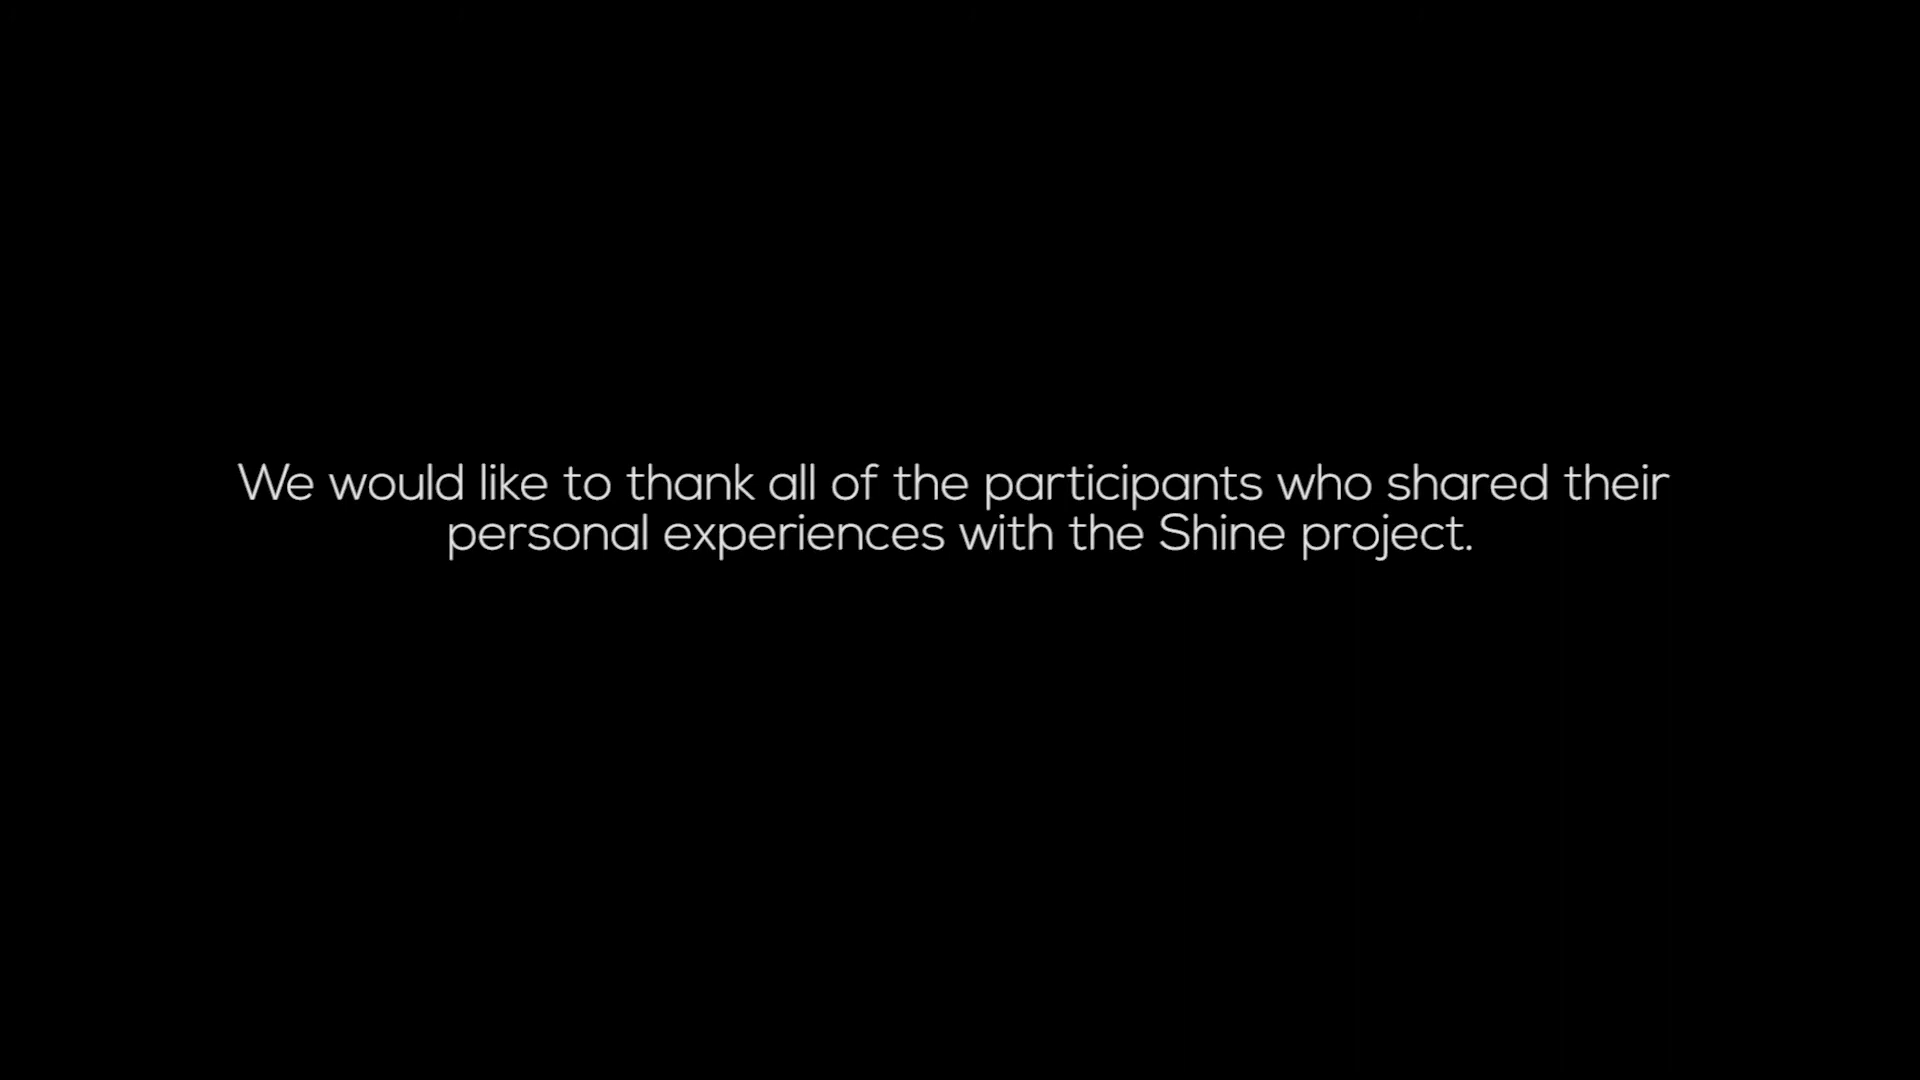 We would like to thank all of the participants who shared their
personal experiences with the Shine project.